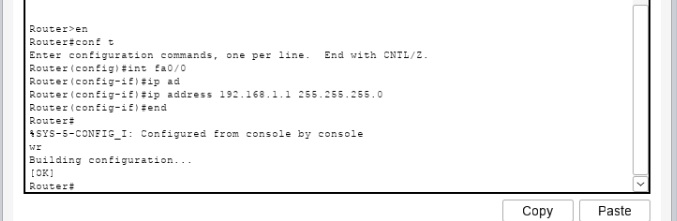 Router>en
Router#conf t
Enter configuration commands, one per line.  End with CNTL/Z.
Router(config)#int fa0/0
Router(config-if)#ip ad
Router(config-if)#ip address 192.168.1.1 255.255.255.0
Router(config-if)#end
Router#
%SYS-5-CONFIG_I: Configured from console by console
wr
Building configuration...
[OK]
Router#
Copy
Paste